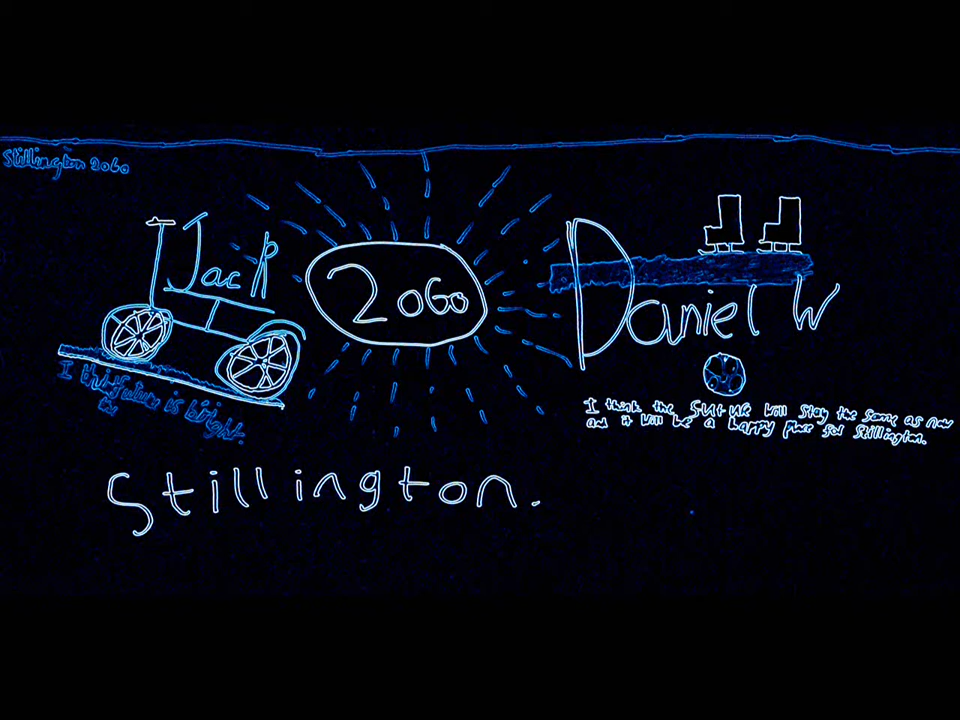 Stillington 2060
Jack
2060
Daniel W
I think future is bright.
the
I think the future will stay the same as now
and it will be a happy place for Stillington.
Stillington.